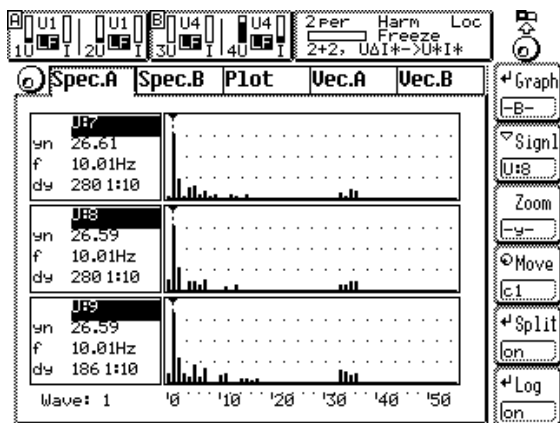 A U1 U1 B U4 U4 2 Per Harm Loc
LF LF LF LF Freeze
1U I 2U I 3U I 4U I 2+2, UΔI*->U*I*
Spec.A Spec.B Plot Vec.A Vec.B
Graph
-B-
Signl
U:8
Zoom
-y-
Move
c1
Split
on
Log
on
U:7
yn 26.61
f 10.01Hz
dy 280 1:10
U:8
yn 26.59
f 10.01Hz
dy 280 1:10
U:9
yn 26.59
f 10.01Hz
dy 186 1:10
Wave: 1 '0 '10 '20 '30 '40 '50